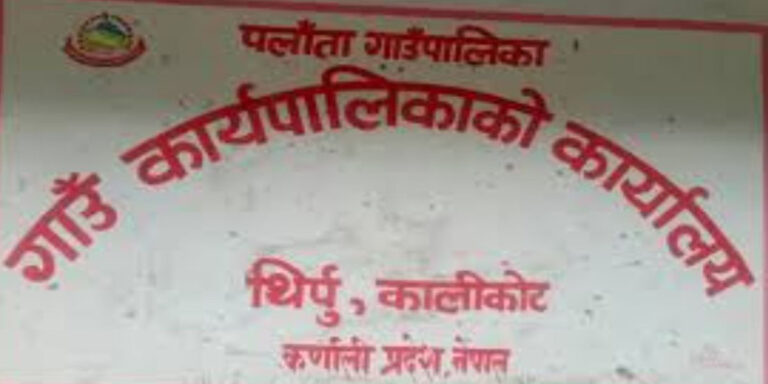 पलाँता गाउँपालिका
गाउँ कार्यपालिकाको कार्यालय
थिर्पु, कालीकोट
कर्णाली प्रदेश, नेपाल